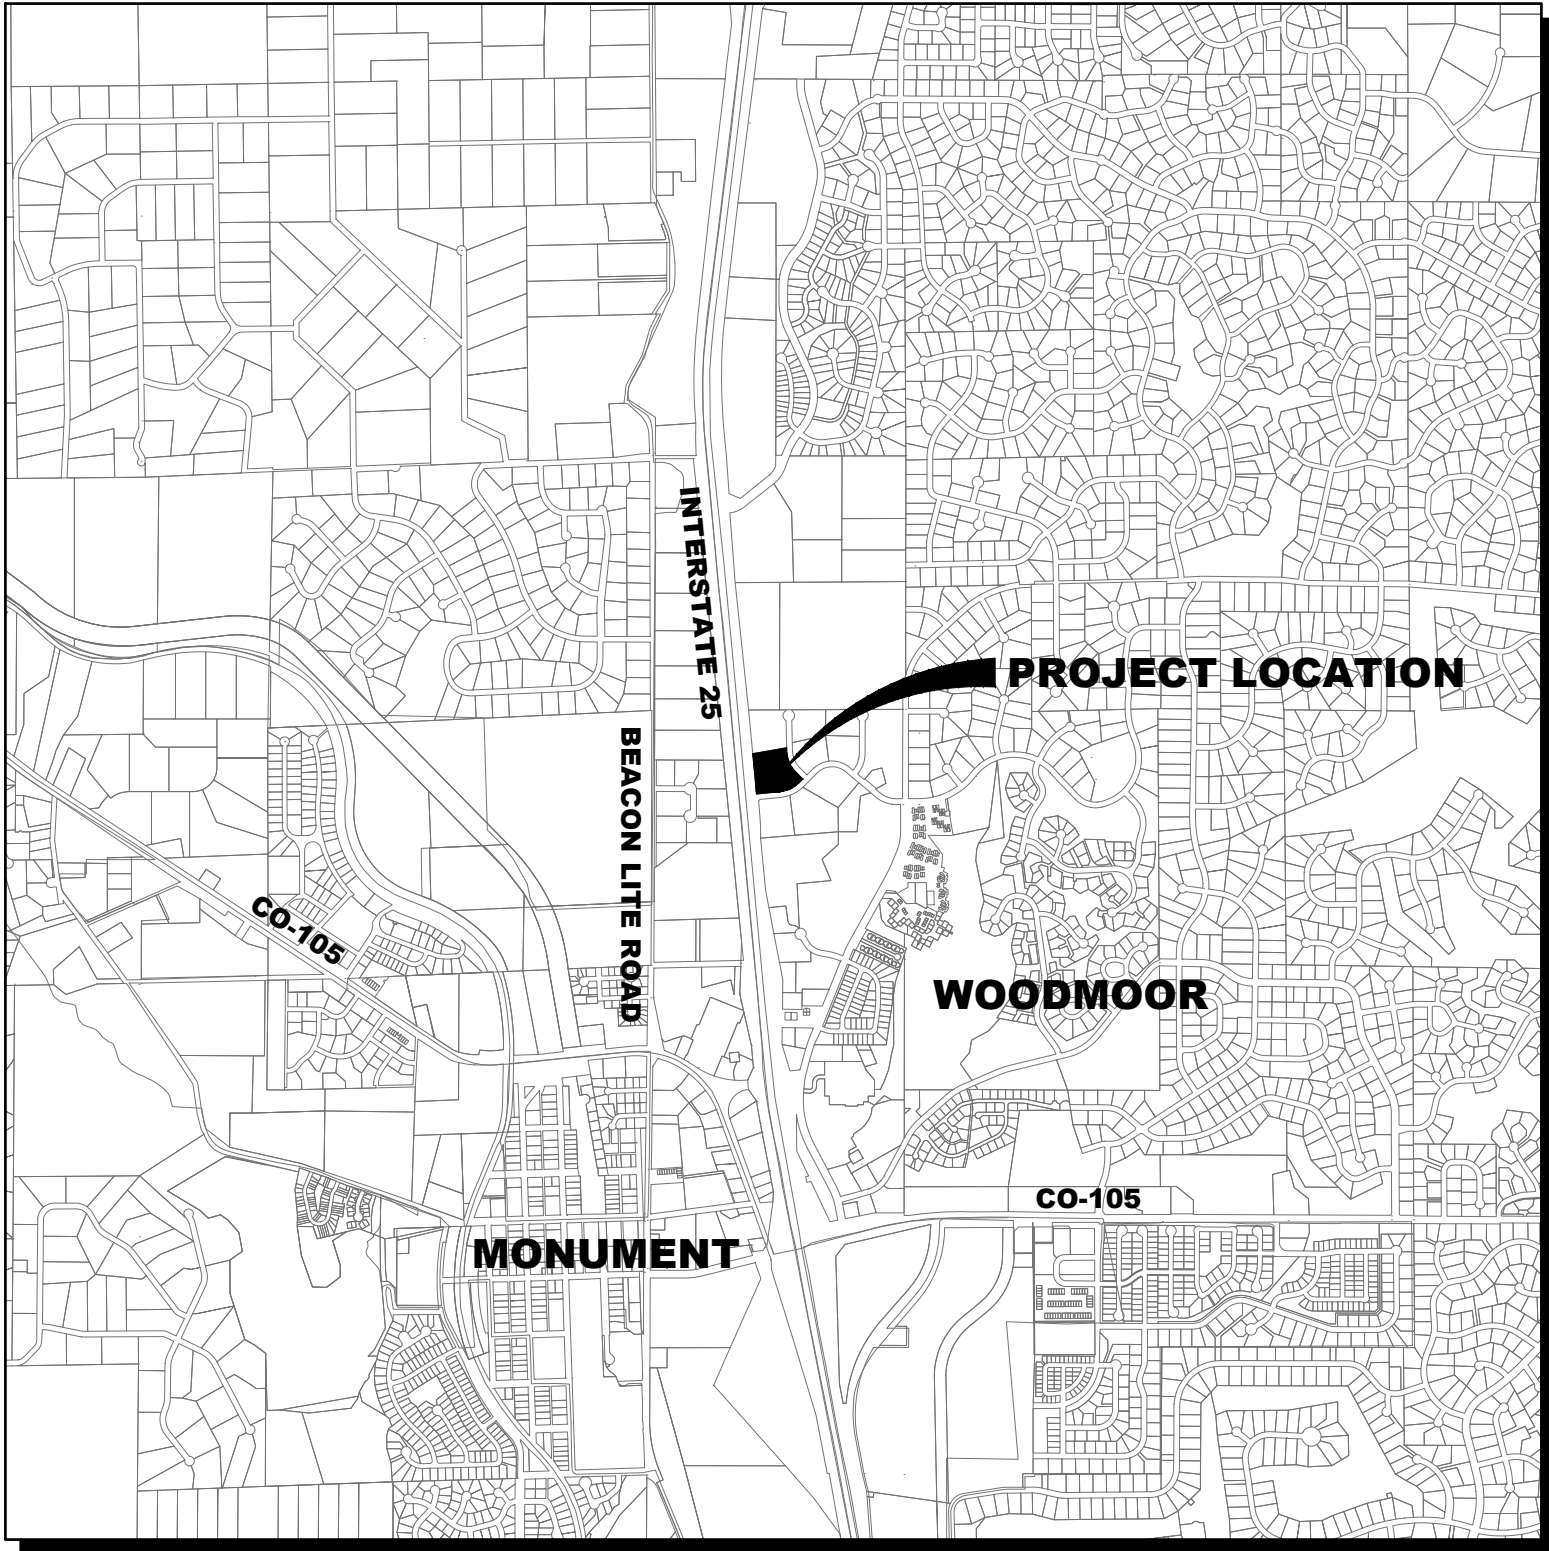 INTERSTATE 25
PROJECT LOCATION
BEACON LITE ROAD
CO-105
WOODMOOR
CO-105
MONUMENT